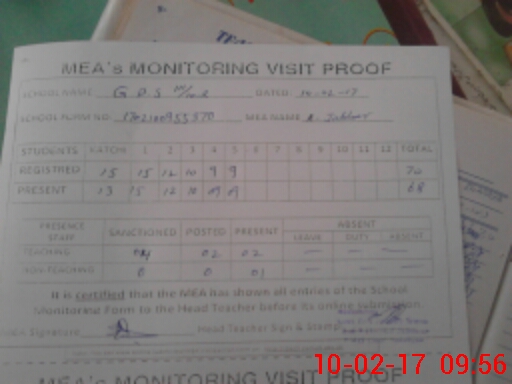 MEA's MONITORING VISIT PROOF
SCHOOL NAME G P S DATED 10-02-17
SCHOOL FORM NO. MEA NAME
STUDENTS KATCHI 1 2 3 4 5 6 7 8 9 10 11 12 TOTAL
REGISTRED 15 15 12 10 9 9 70
PRESENT 13 15 12 10 9 9 68
PRESENCE STAFF SANCTIONED POSTED PRESENT ABSENT
LEAVE DUTY ABSENT
TEACHING 02 02 — — —
NON-TEACHING 0 0 01 — — —
It is certified that the MEA has shown all entries of the School
Monitoring Form to the Head Teacher before its online submission.
MEA Signature Head Teacher Sign & Stamp
MEA's MONITORING VISIT PROOF
10-02-17 09:56